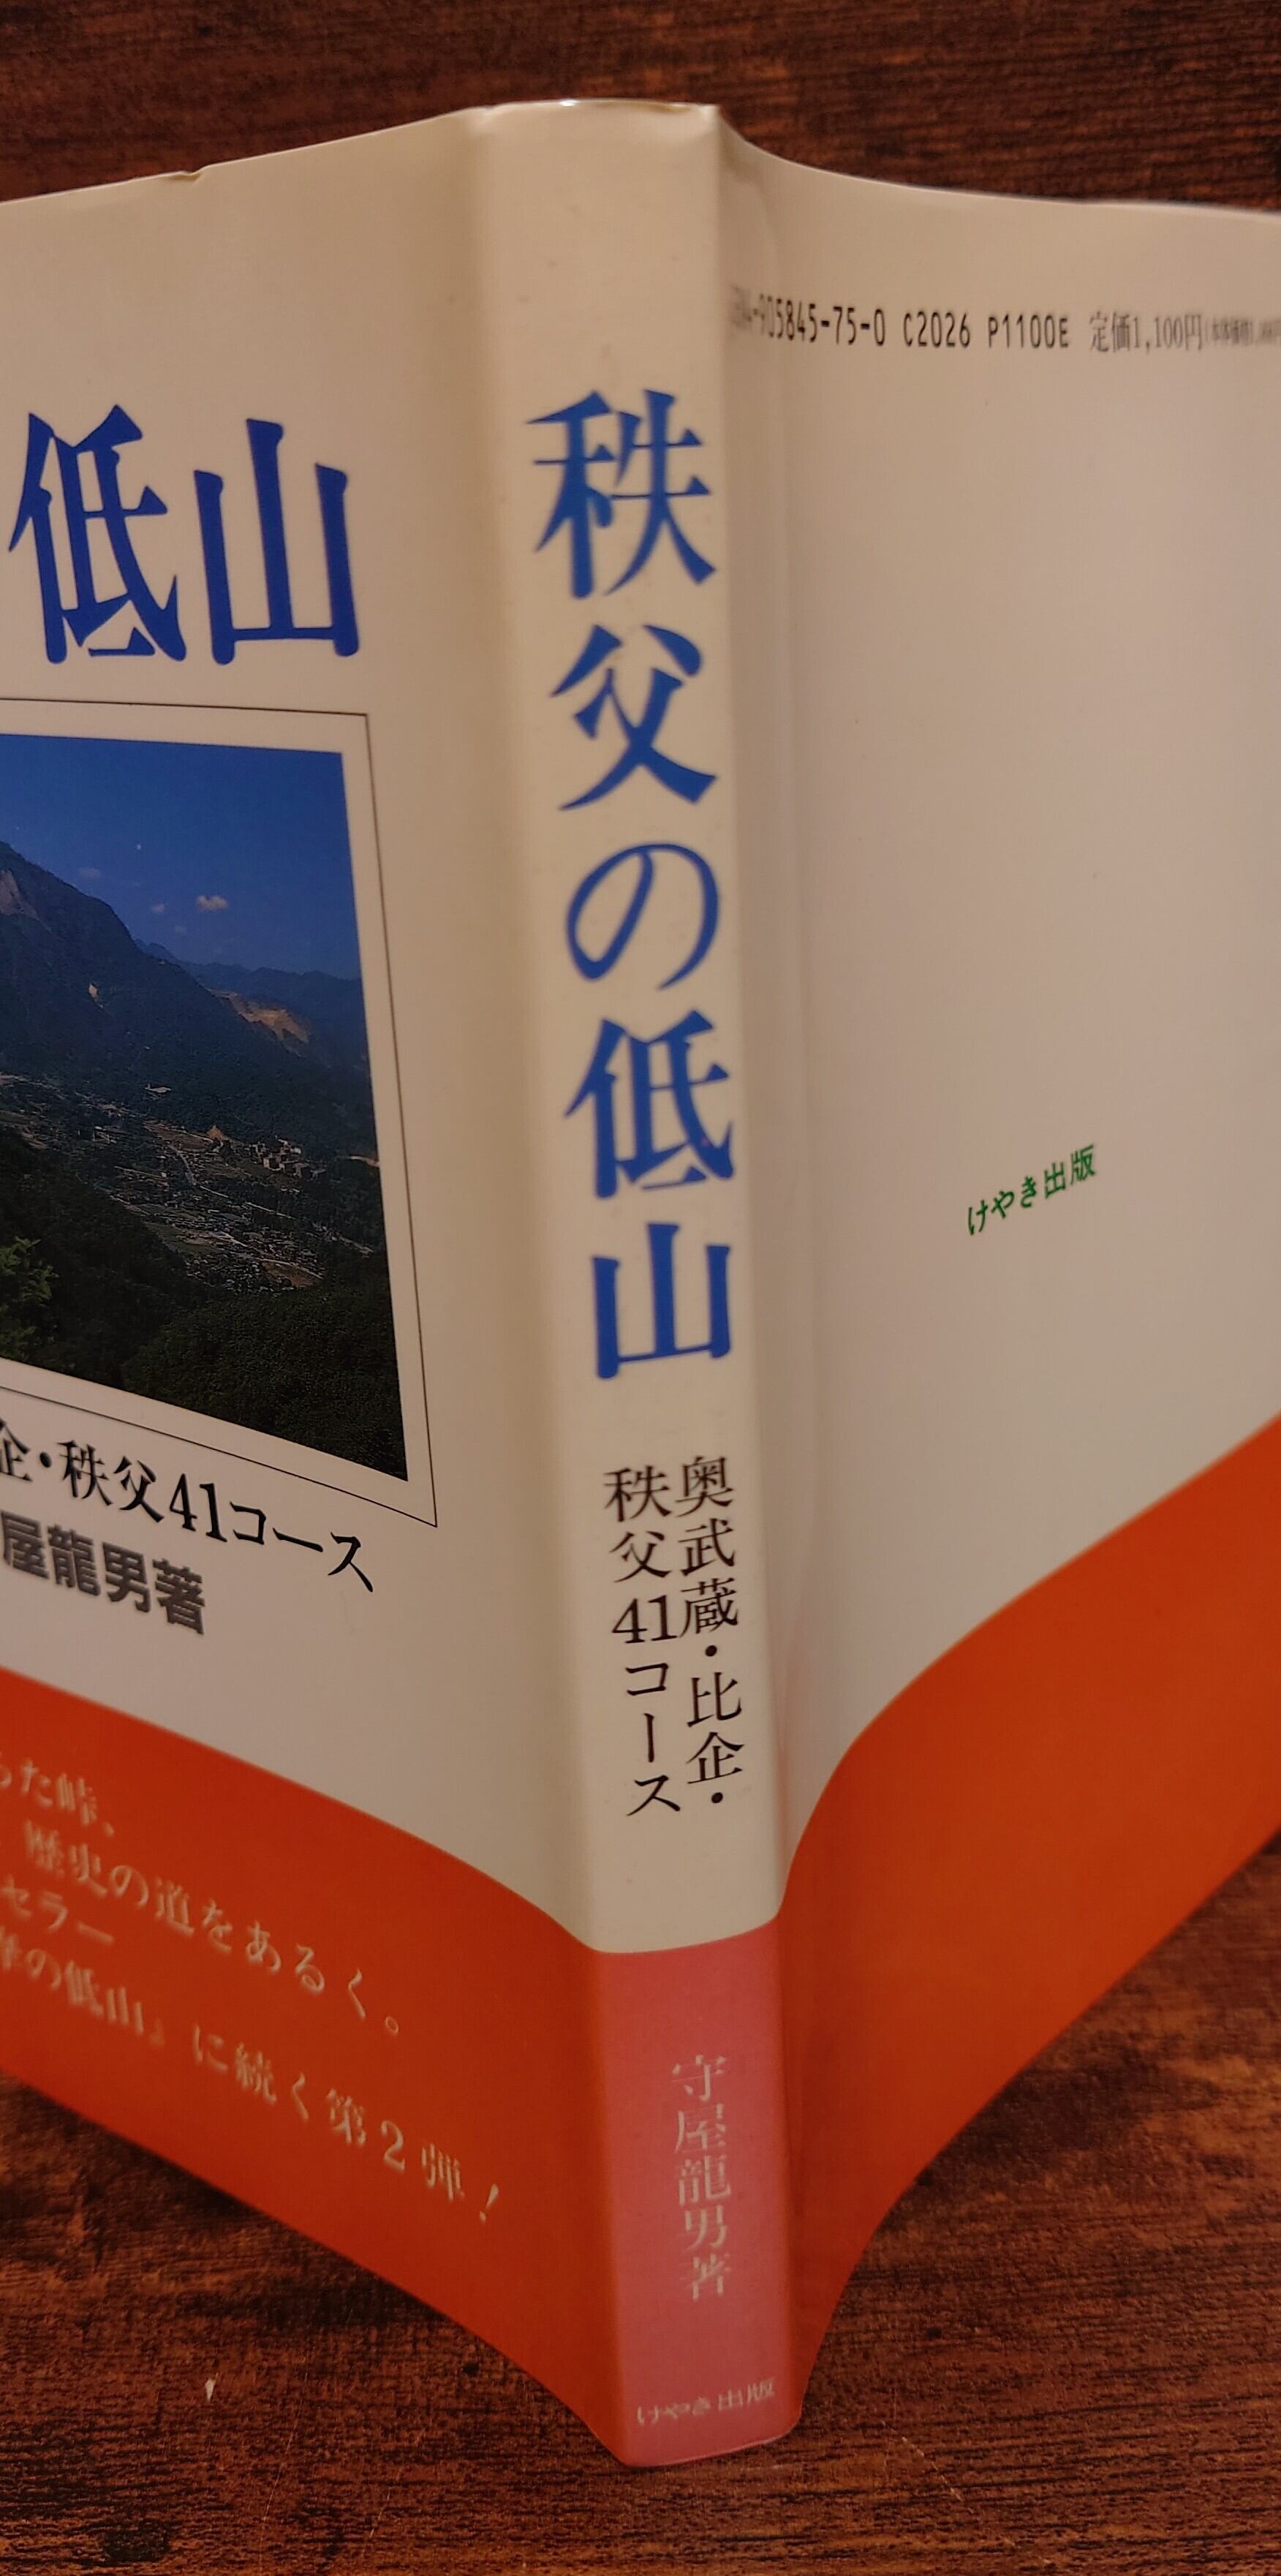 低山
企・秩父41コース
屋龍男著
った峠、
歴史の道をあるく。
セラー
の低山』に続く第2弾!
秩父の低山
奥武蔵・比企・
秩父41コース
守屋龍男著
けやき出版
4-905845-75-0 C2026 P1100E 定価1,100円
けやき出版